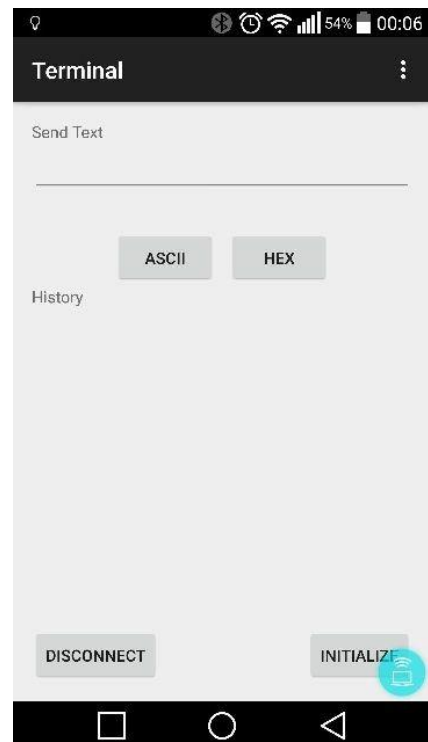 54% 00:06
Terminal
Send Text
ASCII HEX
History
DISCONNECT INITIALIZE